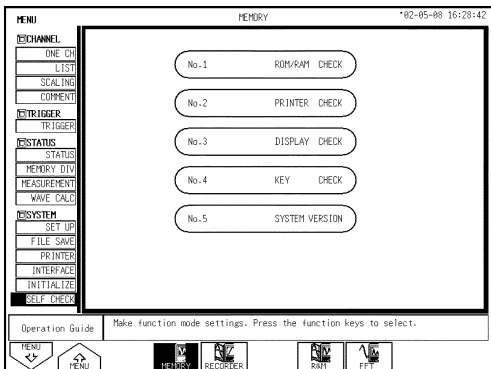 MENU MEMORY '02-05-08 16:28:42
CHANNEL
ONE CH
LIST
SCALING
COMMENT
TRIGGER
TRIGGER
STATUS
STATUS
MEMORY DIV
MEASUREMENT
WAVE CALC
SYSTEM
SET UP
FILE SAVE
PRINTER
INTERFACE
INITIALIZE
SELF CHECK
No.1 ROM/RAM CHECK
No.2 PRINTER CHECK
No.3 DISPLAY CHECK
No.4 KEY CHECK
No.5 SYSTEM VERSION
Operation Guide
Make function mode settings. Press the function keys to select.
MENU
MENU
MEMORY
RECORDER
R&M
FFT